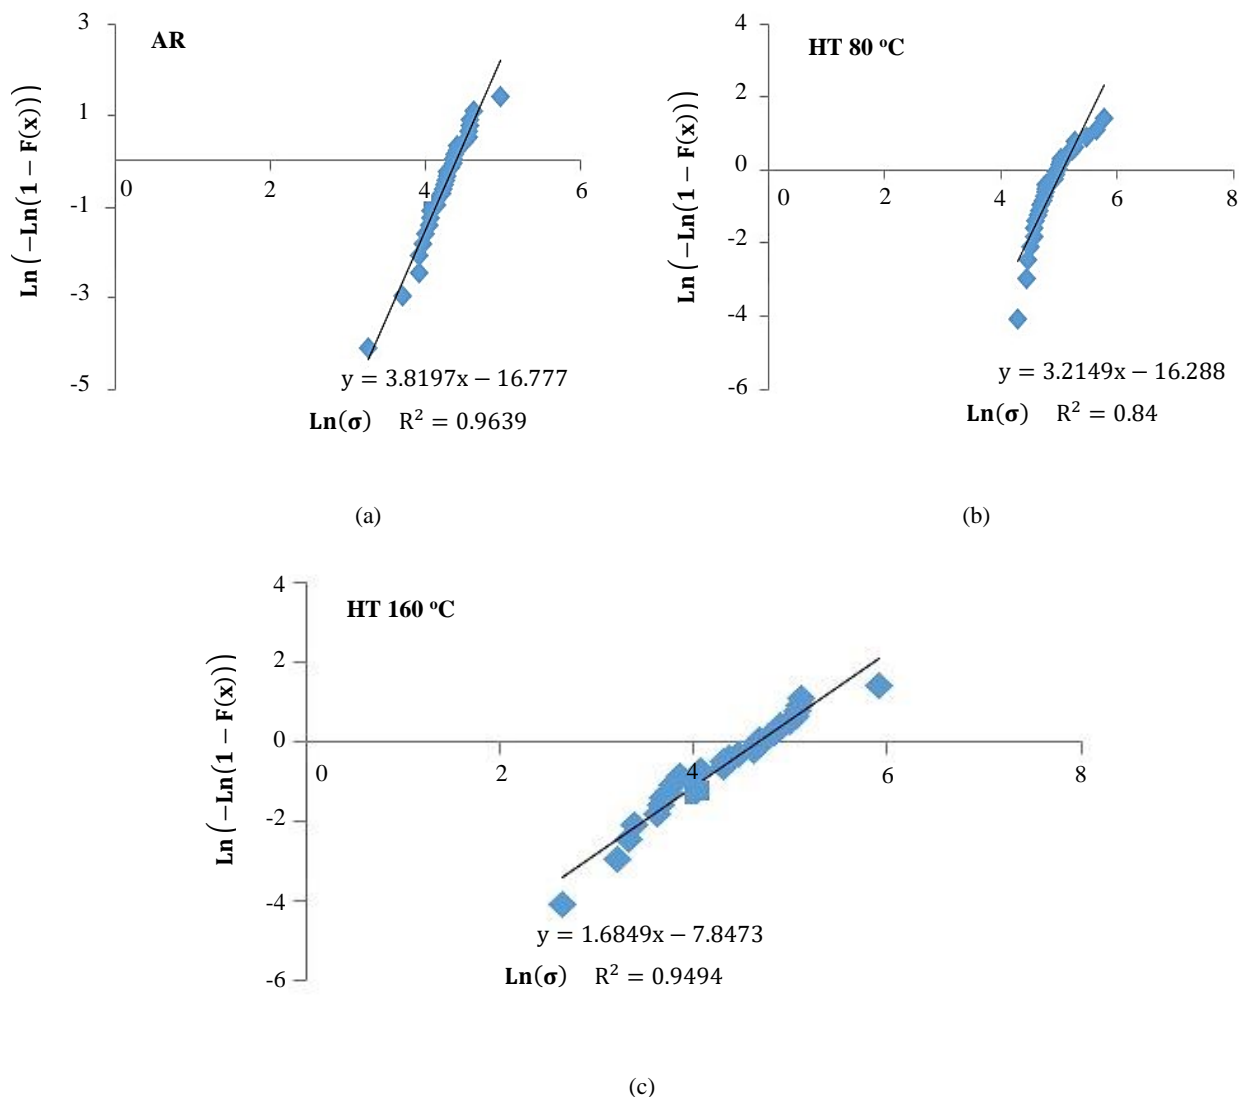 AR
3
1
-1
-3
-5
0 2 4 6
Ln(−Ln(1 − F(x)))
y = 3.8197x − 16.777
Ln(σ) R² = 0.9639
(a)
HT 80 °C
4
2
0
-2
-4
-6
0 2 4 6 8
Ln(−Ln(1 − F(x)))
y = 3.2149x − 16.288
Ln(σ) R² = 0.84
(b)
HT 160 °C
4
2
0
-2
-4
-6
0 2 4 6 8
Ln(−Ln(1 − F(x)))
y = 1.6849x − 7.8473
Ln(σ) R² = 0.9494
(c)